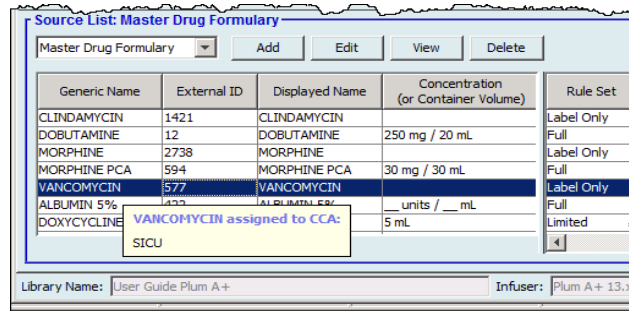 Source List: Master Drug Formulary
Master Drug Formulary Add Edit View Delete
Generic Name External ID Displayed Name Concentration (or Container Volume) Rule Set
CLINDAMYCIN 1421 CLINDAMYCIN Label Only
DOBUTAMINE 12 DOBUTAMINE 250 mg / 20 mL Full
MORPHINE 2738 MORPHINE Label Only
MORPHINE PCA 594 MORPHINE PCA 30 mg / 30 mL Full
VANCOMYCIN 577 VANCOMYCIN Label Only
ALBUMIN 5% 422 ALBUMIN 5% __ units / __ mL Full
DOXYCYCLINE 5 mL Limited
VANCOMYCIN assigned to CCA:
SICU
Library Name: User Guide Plum A+ Infuser: Plum A+ 13.